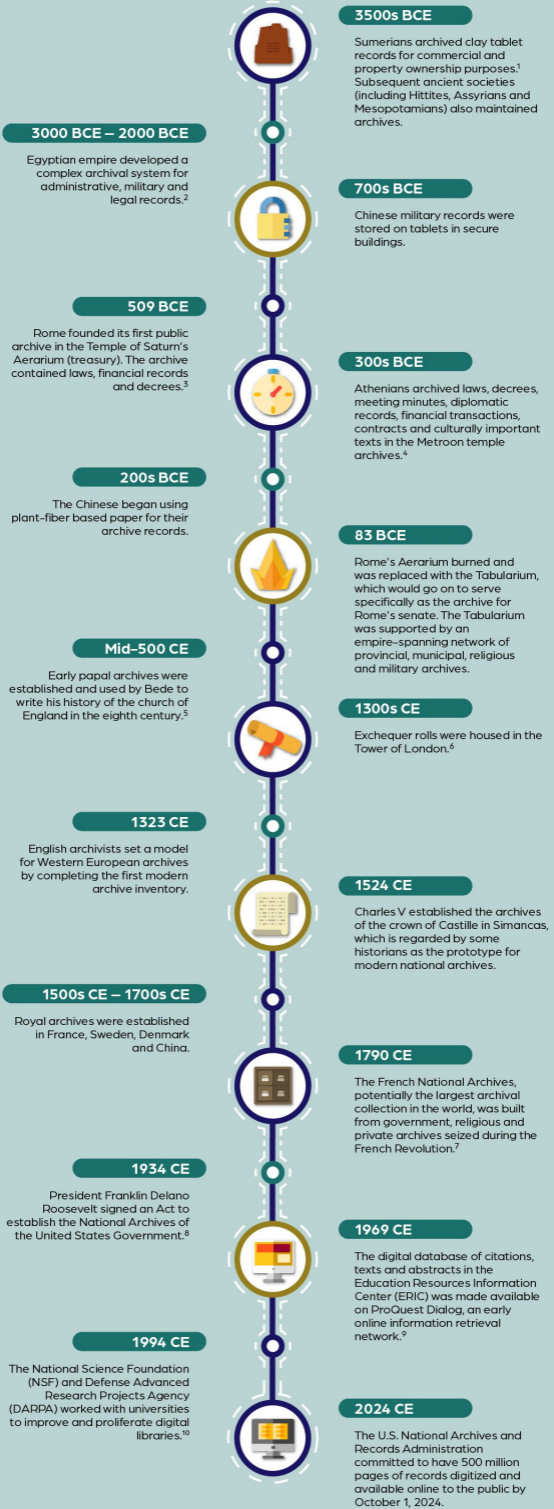 3500s BCE
Sumerians archived clay tablet
records for commercial and
property ownership purposes.¹
Subsequent ancient societies
(including Hittites, Assyrians and
Mesopotamians) also maintained
archives.
3000 BCE – 2000 BCE
Egyptian empire developed a
complex archival system for
administrative, military and
legal records.²
700s BCE
Chinese military records were
stored on tablets in secure
buildings.
509 BCE
Rome founded its first public
archive in the Temple of Saturn's
Aerarium (treasury). The archive
contained laws, financial records
and decrees.³
300s BCE
Athenians archived laws, decrees,
meeting minutes, diplomatic
records, financial transactions,
contracts and culturally important
texts in the Metroon temple
archives.⁴
200s BCE
The Chinese began using
plant-fiber based paper for their
archive records.
83 BCE
Rome's Aerarium burned and
was replaced with the Tabularium,
which would go on to serve
specifically as the archive for
Rome's senate. The Tabularium
was supported by an
empire-spanning network of
provincial, municipal, religious
and military archives.
Mid-500 CE
Early papal archives were
established and used by Bede to
write his history of the church of
England in the eighth century.⁵
1300s CE
Exchequer rolls were housed in the
Tower of London.⁶
1323 CE
English archivists set a model
for Western European archives
by completing the first modern
archive inventory.
1524 CE
Charles V established the archives
of the crown of Castille in Simancas,
which is regarded by some
historians as the prototype for
modern national archives.
1500s CE – 1700s CE
Royal archives were established
in France, Sweden, Denmark
and China.
1790 CE
The French National Archives,
potentially the largest archival
collection in the world, was built
from government, religious and
private archives seized during the
French Revolution.⁷
1934 CE
President Franklin Delano
Roosevelt signed an Act to
establish the National Archives of
the United States Government.⁸
1969 CE
The digital database of citations,
texts and abstracts in the
Education Resources Information
Center (ERIC) was made available
on ProQuest Dialog, an early
online information retrieval
network.⁹
1994 CE
The National Science Foundation
(NSF) and Defense Advanced
Research Projects Agency
(DARPA) worked with universities
to improve and proliferate digital
libraries.¹⁰
2024 CE
The U.S. National Archives and
Records Administration
committed to have 500 million
pages of records digitized and
available online to the public by
October 1, 2024.